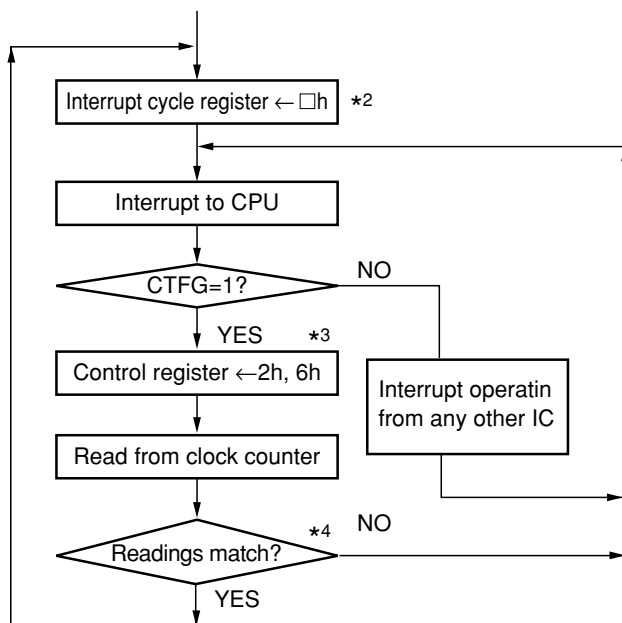 Interrupt cycle register ← □h *2
Interrupt to CPU
CTFG=1?
NO
YES *3
Control register ←2h, 6h
Interrupt operatin
from any other IC
Read from clock counter
*4 NO
Readings match?
YES